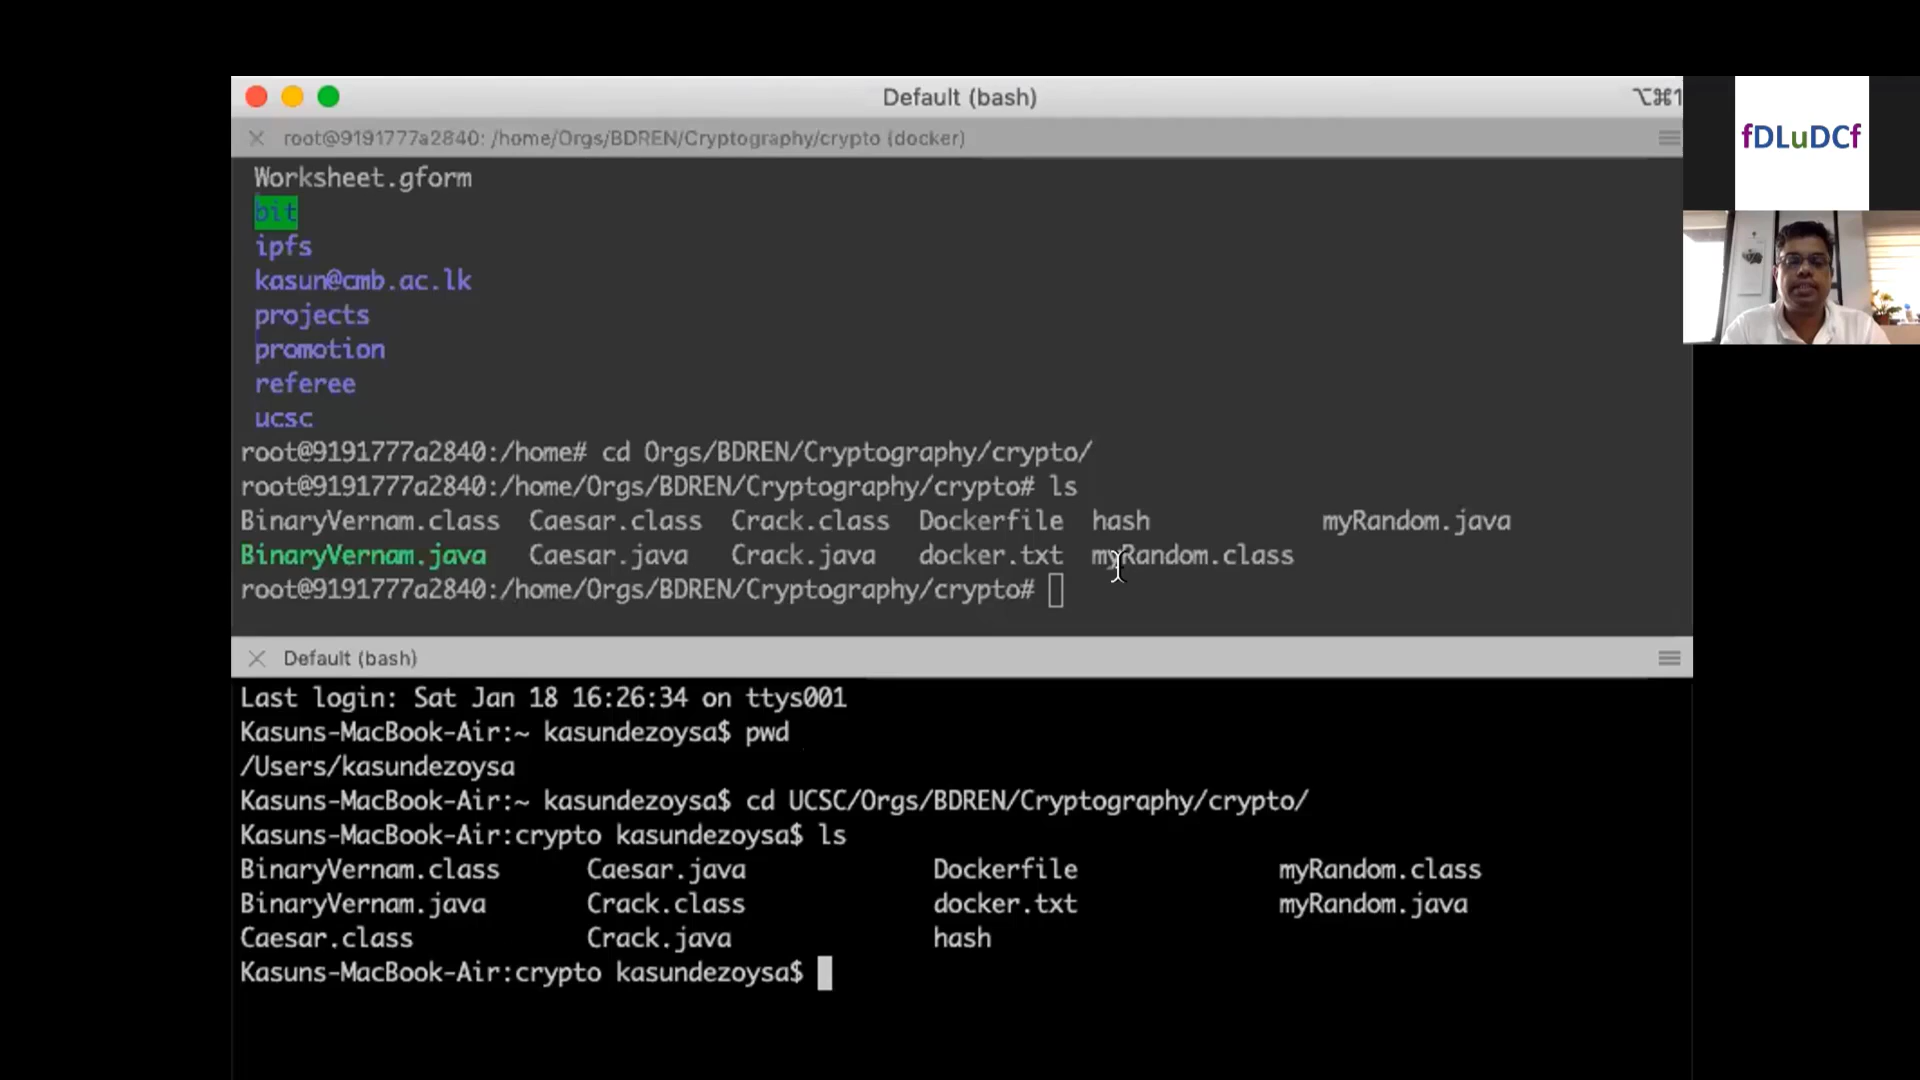 Default (bash)
⌥⌘1
root@9191777a2840: /home/Orgs/BDREN/Cryptography/crypto (docker)
fDLuDCf
Worksheet.gform
bit
ipfs
kasun@cmb.ac.lk
projects
promotion
referee
ucsc
root@9191777a2840:/home# cd Orgs/BDREN/Cryptography/crypto/
root@9191777a2840:/home/Orgs/BDREN/Cryptography/crypto# ls
BinaryVernam.class Caesar.class Crack.class Dockerfile hash myRandom.java
BinaryVernam.java Caesar.java Crack.java docker.txt myRandom.class
root@9191777a2840:/home/Orgs/BDREN/Cryptography/crypto#
Default (bash)
Last login: Sat Jan 18 16:26:34 on ttys001
Kasuns-MacBook-Air:~ kasundezoysa$ pwd
/Users/kasundezoysa
Kasuns-MacBook-Air:~ kasundezoysa$ cd UCSC/Orgs/BDREN/Cryptography/crypto/
Kasuns-MacBook-Air:crypto kasundezoysa$ ls
BinaryVernam.class Caesar.java Dockerfile myRandom.class
BinaryVernam.java Crack.class docker.txt myRandom.java
Caesar.class Crack.java hash
Kasuns-MacBook-Air:crypto kasundezoysa$